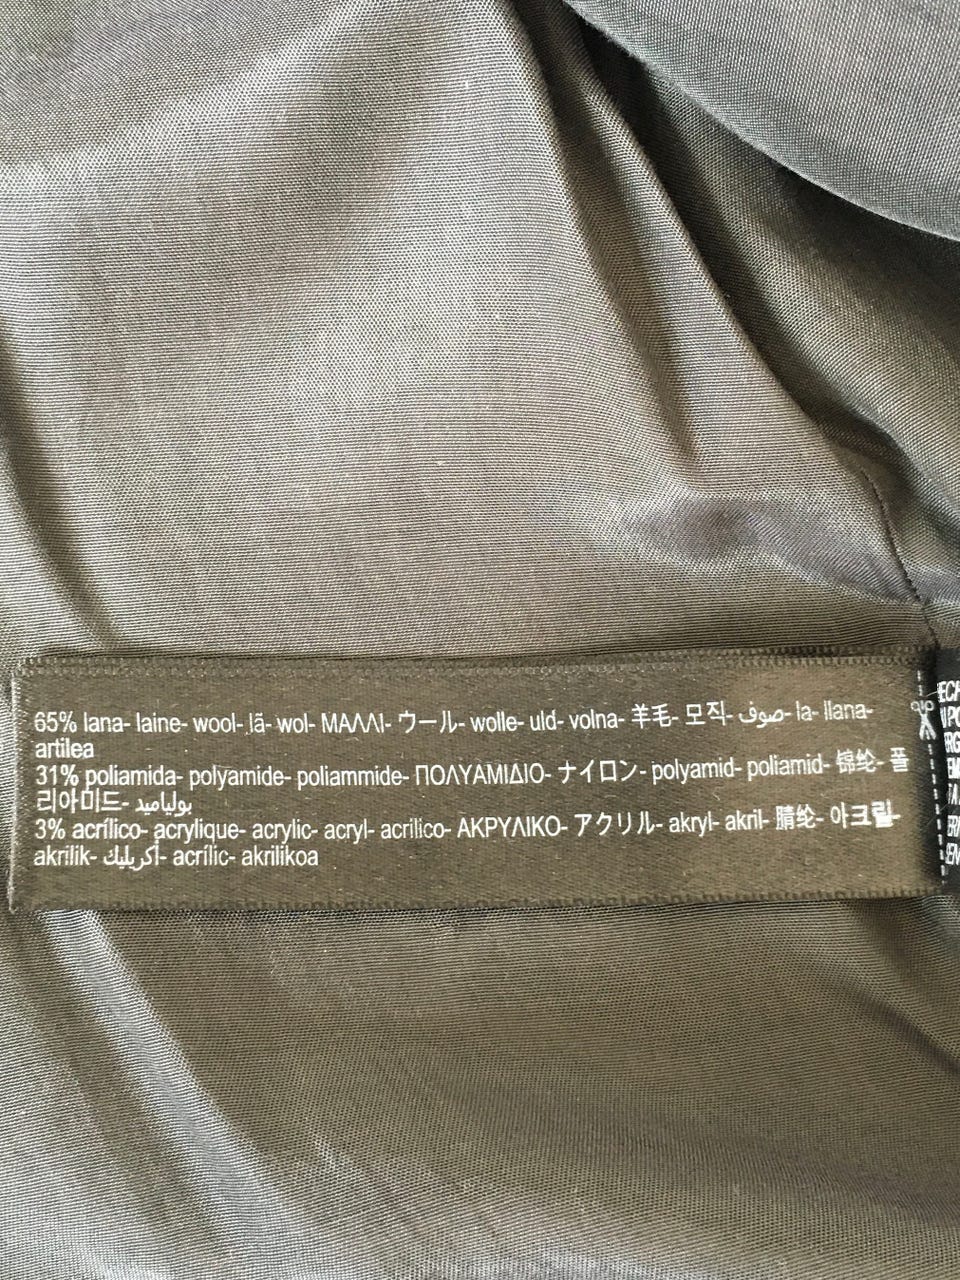 65% lana- laine- wool- lã- wol- ΜΑΛΛΙ- ウール- wolle- uld- volna- 羊毛- 모직- صوف- la- llana-
artilea
31% poliamida- polyamide- poliammide- ΠΟΛΥΑΜΙΔΙΟ- ナイロン- polyamid- poliamid- 锦纶- 폴
리아미드- بولياميد
3% acrílico- acrylique- acrylic- acryl- acrilico- ΑΚΡΥΛΙΚΟ- アクリル- akryl- akril- 腈纶- 아크릴-
akrilik- أكريليك- acrílic- akrilikoa